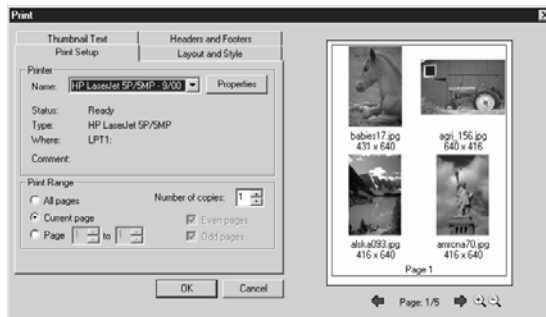 Print
Thumbnail Text
Headers and Footers
Print Setup
Layout and Style
Printer
Name: HP LaserJet 5P/5MP - 9/00
Properties
Status: Ready
Type: HP LaserJet 5P/5MP
Where: LPT1:
Comment:
Print Range
All pages
Number of copies: 1
Current page
Even pages
Page 1 to 1
Odd pages
OK
Cancel
babies17.jpg
agri_156.jpg
431 x 640
640 x 416
alska093.jpg
amrcna70.jpg
416 x 640
416 x 640
Page 1
Page: 1/5